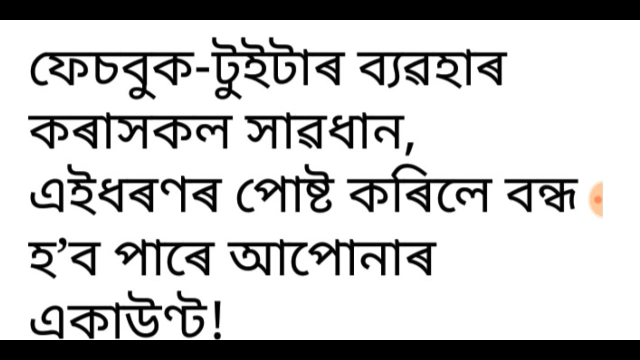 ফেচবুক-টুইটাৰ ব্যৱহাৰ
কৰাসকল সাৱধান,
এইধৰণৰ পোষ্ট কৰিলে বন্ধ
হ’ব পাৰে আপোনাৰ
একাউণ্ট!